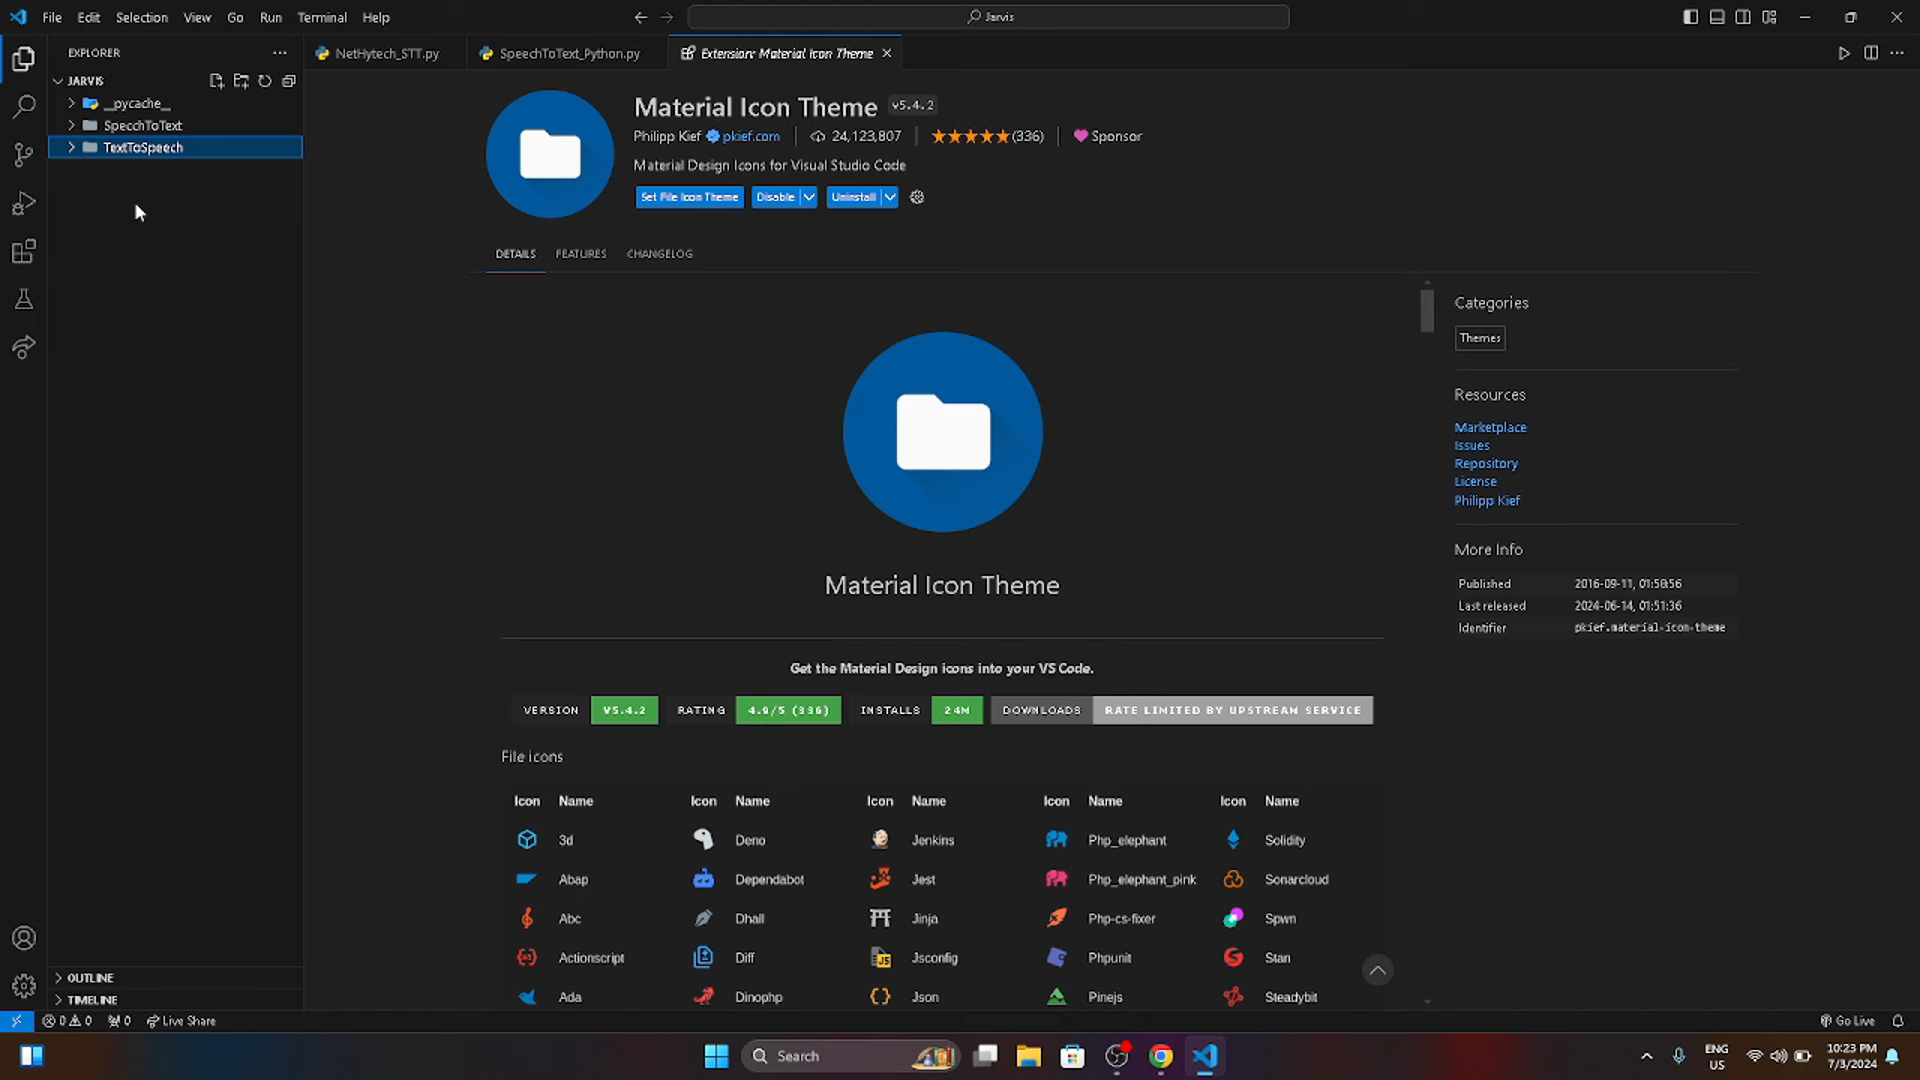 File Edit Selection View Go Run Terminal Help
Jarvis
EXPLORER
NetHytech_STT.py
SpeechToText_Python.py
Extension: Material Icon Theme
JARVIS
__pycache__
SpecchToText
TextToSpeech
Material Icon Theme v5.4.2
Philipp Kief pkief.com 24,123,807 (336) Sponsor
Material Design Icons for Visual Studio Code
Set File Icon Theme Disable Uninstall
DETAILS FEATURES CHANGELOG
Material Icon Theme
Get the Material Design icons into your VS Code.
VERSION V5.4.2 RATING 4.9/5 (336) INSTALLS 24M DOWNLOADS RATE LIMITED BY UPSTREAM SERVICE
File icons
Icon Name Icon Name Icon Name Icon Name Icon Name
3d Deno Jenkins Php_elephant Solidity
Abap Dependabot Jest Php_elephant_pink Sonarcloud
Abc Dhall Jinja Php-cs-fixer Spwn
Actionscript Diff Jsconfig Phpunit Stan
Ada Dinophp Json Pinejs Steadybit
Categories
Themes
Resources
Marketplace
Issues
Repository
License
Philipp Kief
More Info
Published 2016-09-11, 01:58:56
Last released 2024-06-14, 01:51:36
Identifier pkief.material-icon-theme
OUTLINE
TIMELINE
0 0 0 Live Share
Go Live
Search
ENG
US
10:23 PM
7/3/2024